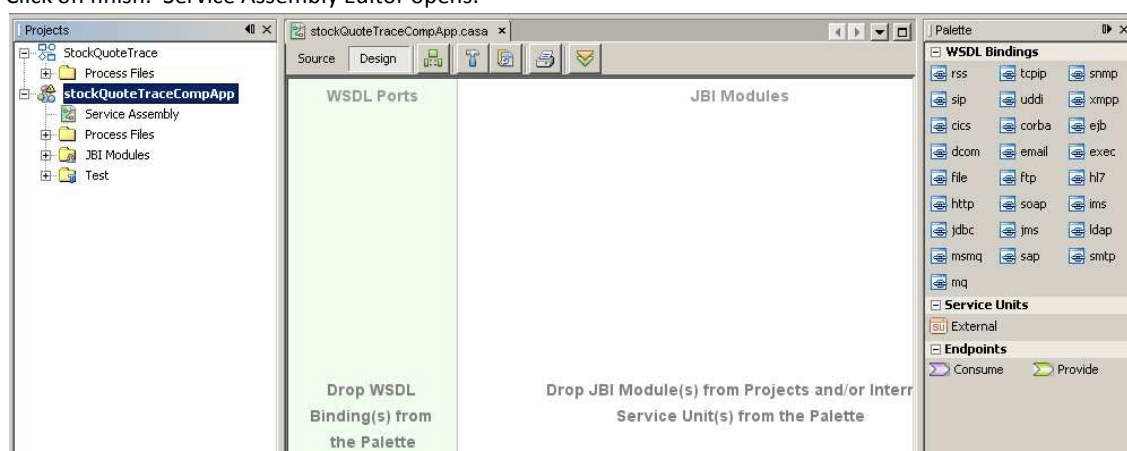 Click on finish. Service Assembly Editor opens.
Projects
StockQuoteTrace
Process Files
stockQuoteTraceCompApp
Service Assembly
Process Files
JBI Modules
Test
stockQuoteTraceCompApp.casa
Source Design
WSDL Ports
JBI Modules
Drop WSDL
Binding(s) from
the Palette
Drop JBI Module(s) from Projects and/or Interr
Service Unit(s) from the Palette
Palette
WSDL Bindings
rss tcpip snmp
sip uddi xmpp
cics corba ejb
dcom email exec
file ftp hl7
http soap ims
jdbc jms ldap
msmq sap smtp
mq
Service Units
SU External
Endpoints
Consume Provide